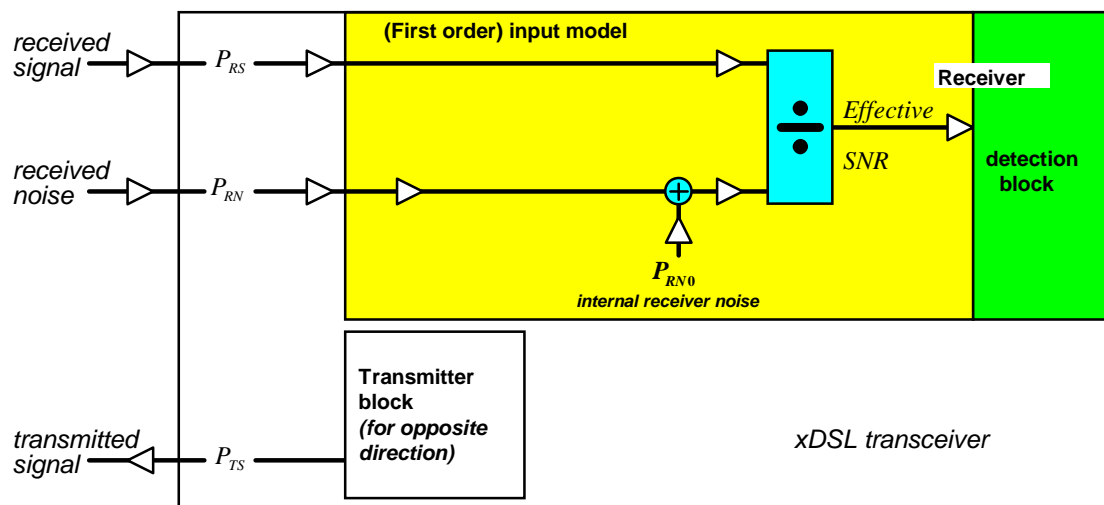 received
signal
P_RS
(First order) input model
Receiver
Effective
SNR
÷
detection
block
received
noise
P_RN
+
P_RN0
internal receiver noise
Transmitter
block
(for opposite
direction)
transmitted
signal
P_TS
xDSL transceiver